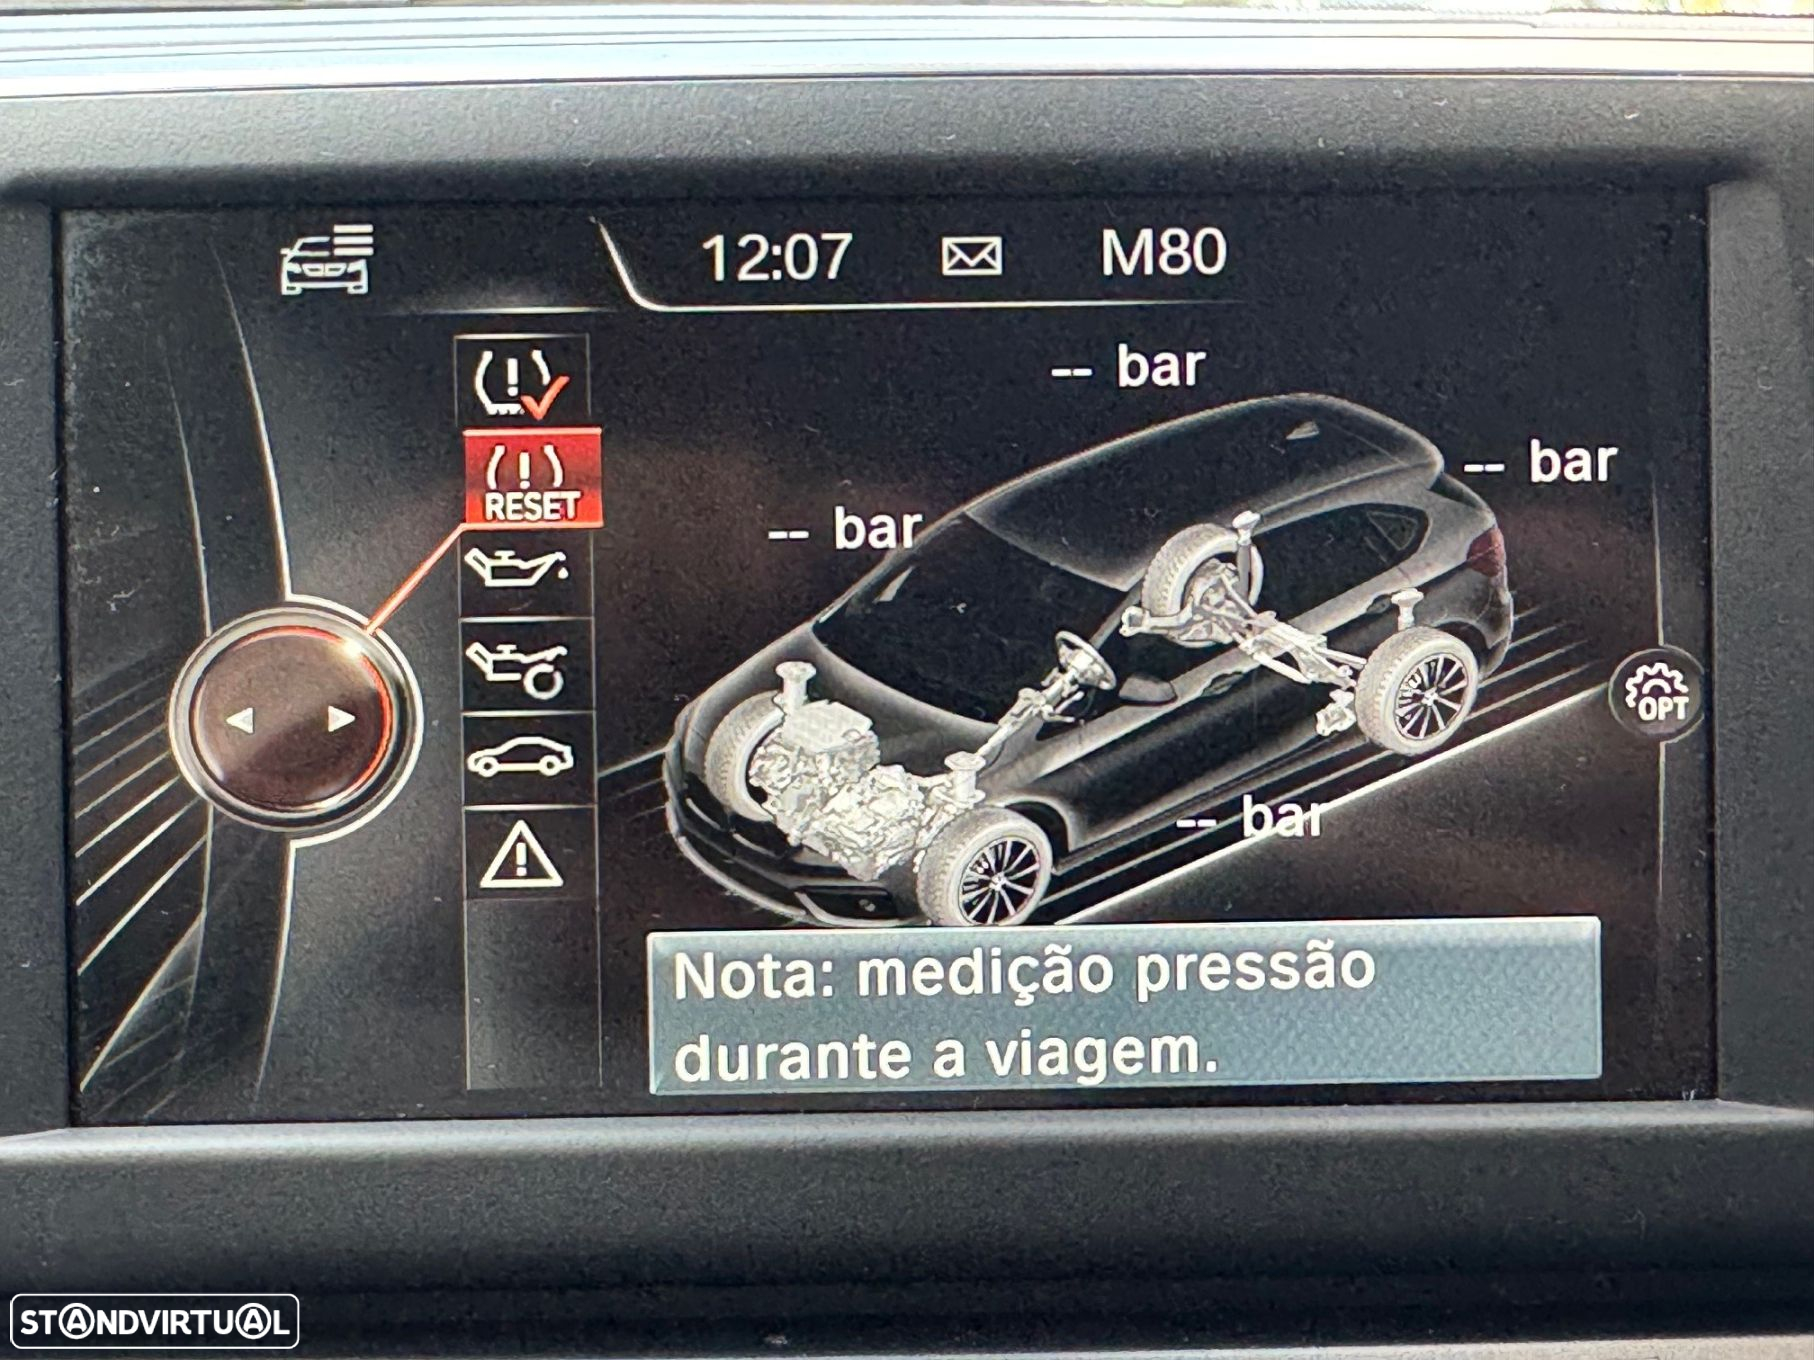 12:07 M80
-- bar
-- bar
-- bar
RESET
OPT
-- bar
Nota: medição pressão
durante a viagem.
STANDVIRTUAL